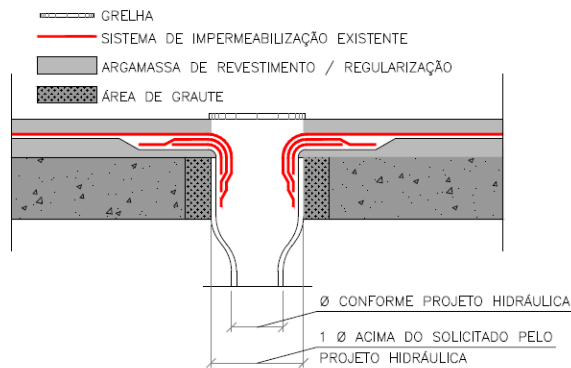 GRELHA
SISTEMA DE IMPERMEABILIZAÇÃO EXISTENTE
ARGAMASSA DE REVESTIMENTO / REGULARIZAÇÃO
ÁREA DE GRAUTE
Ø CONFORME PROJETO HIDRÁULICA
1 Ø ACIMA DO SOLICITADO PELO
PROJETO HIDRÁULICA